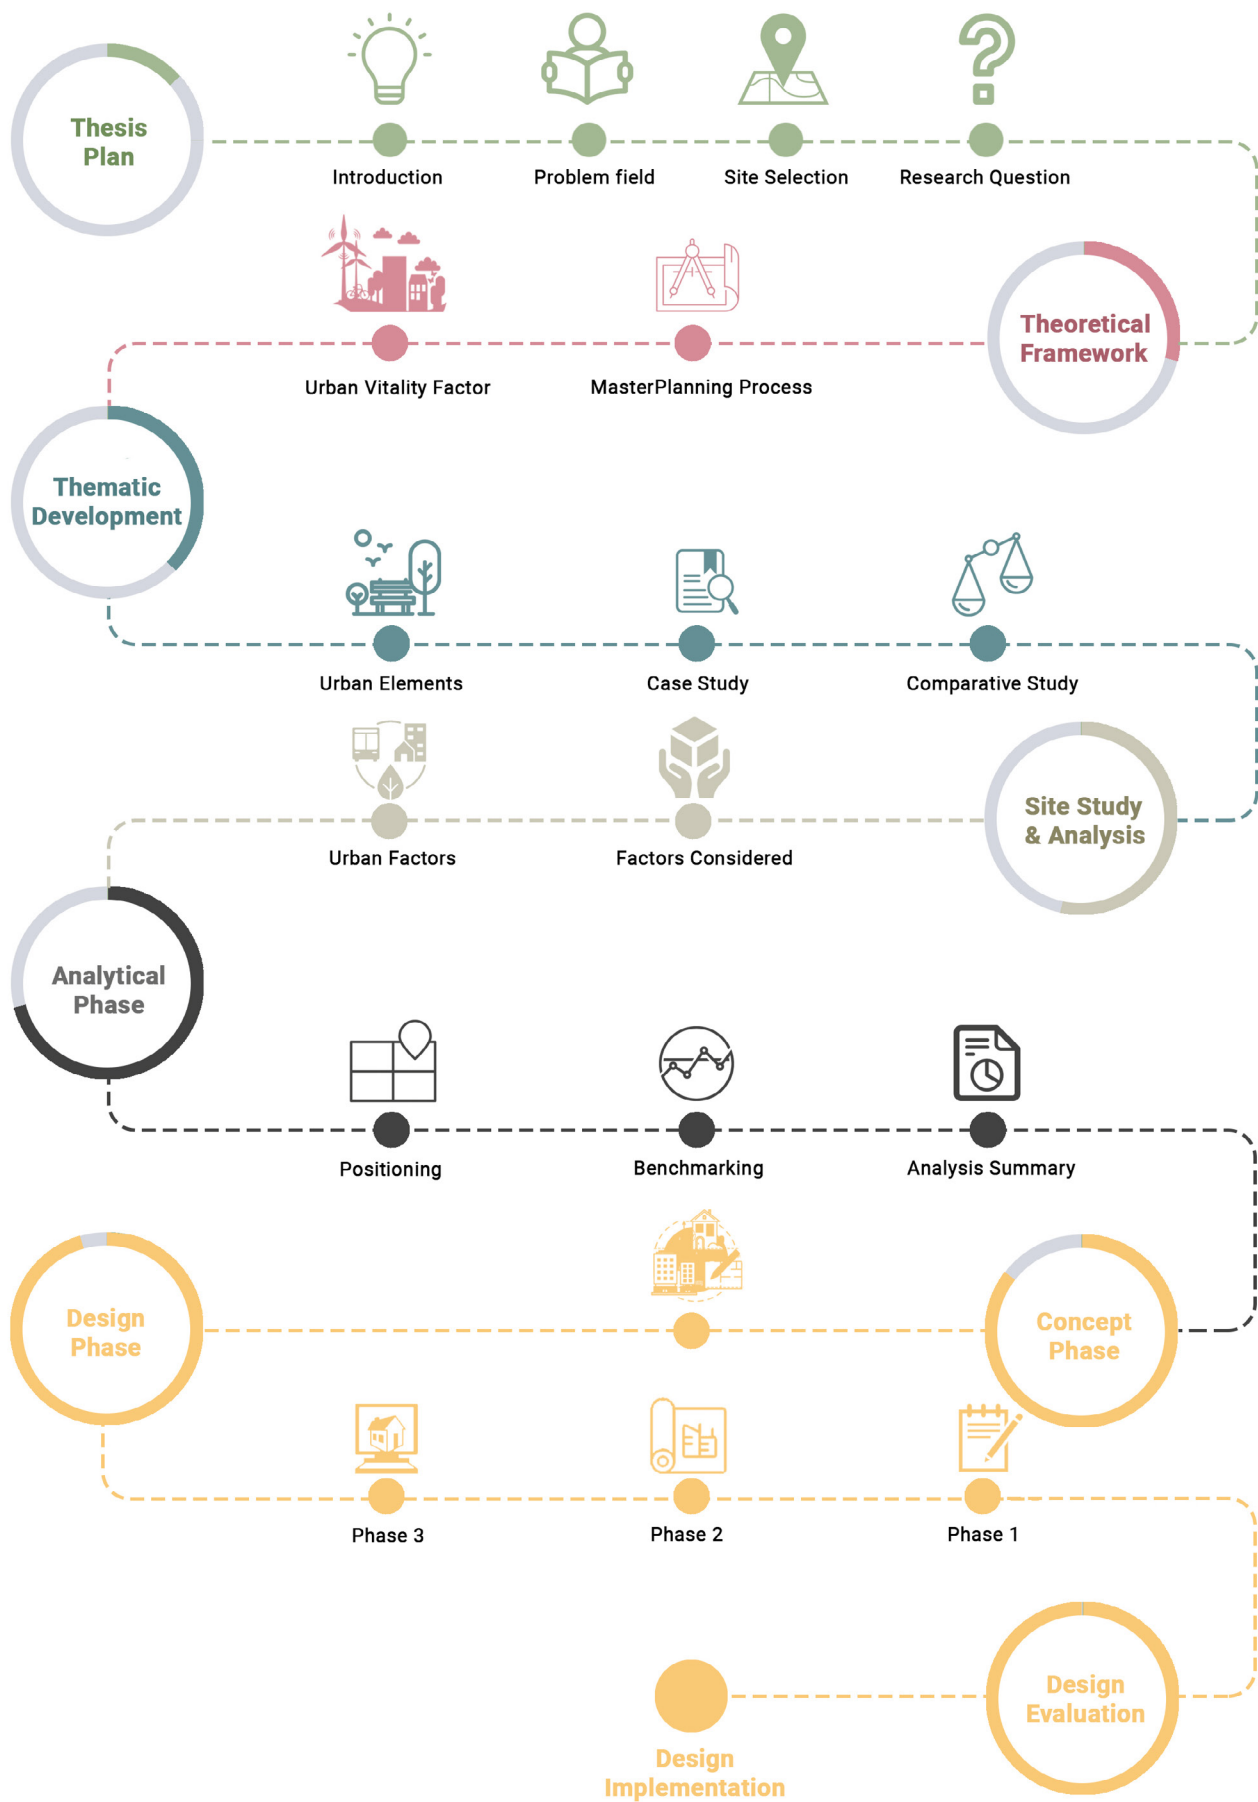 Thesis
Plan
Introduction
Problem field
Site Selection
Research Question
Theoretical
Framework
Urban Vitality Factor
MasterPlanning Process
Thematic
Development
Urban Elements
Case Study
Comparative Study
Site Study
& Analysis
Urban Factors
Factors Considered
Analytical
Phase
Positioning
Benchmarking
Analysis Summary
Design
Phase
Concept
Phase
Phase 3
Phase 2
Phase 1
Design
Evaluation
Design
Implementation